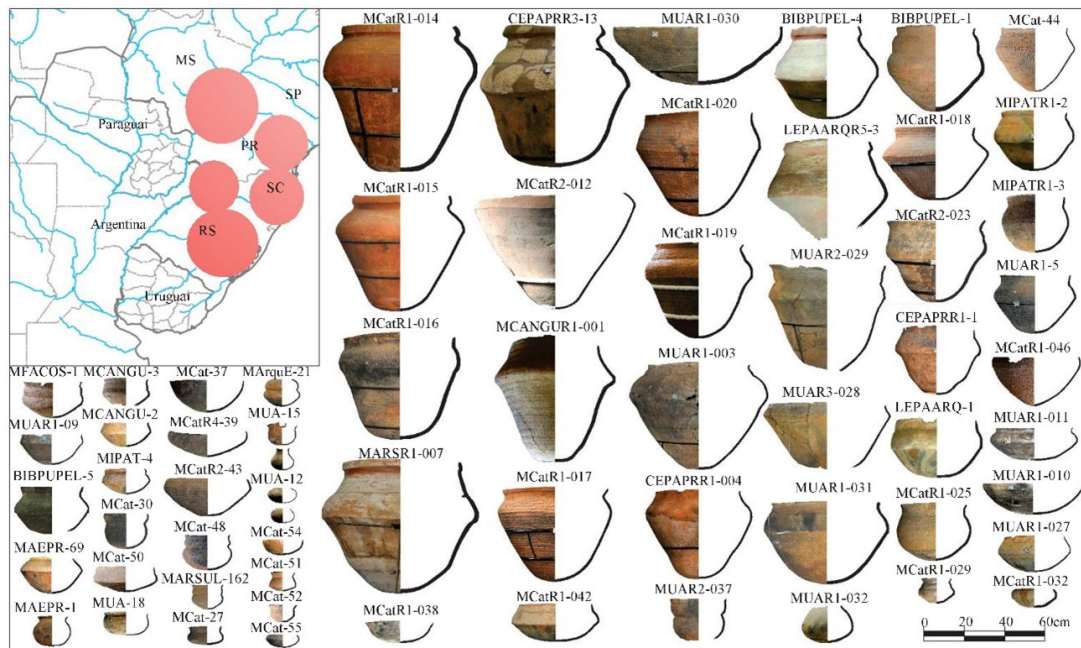 MS
SP
Paraguai
PR
SC
Argentina
RS
Uruguai
MCatR1-014
CEPAPRR3-13
MUAR1-030
BIBPUPEL-4
BIBPUPEL-1
MCat-44
MCatR1-020
LEPAARQR5-3
MCatR1-018
MIPATR1-2
MCatR1-015
MCatR2-012
MCatR1-019
MUAR2-029
MCatR2-023
MIPATR1-3
MUAR1-5
MCatR1-016
MCANGUR1-001
MUAR1-003
MUAR3-028
CEPAPRR1-1
MCatR1-046
LEPAARQ-1
MUAR1-011
MARSR1-007
MCatR1-017
CEPAPRR1-004
MUAR1-031
MCatR1-025
MUAR1-010
MUAR1-027
MCatR1-038
MCatR1-042
MUAR2-037
MUAR1-032
MCatR1-029
MCatR1-032
MFACOS-1
MCANGU-3
MCat-37
MArquE-21
MUAR1-09
MCANGU-2
MCatR4-39
MUA-15
BIBPUPEL-5
MIPAT-4
MCatR2-43
MUA-12
MCat-30
MCat-48
MCat-54
MAEPR-69
MCat-50
MARSUL-162
MCat-51
MCat-52
MAEPR-1
MUA-18
MCat-27
MCat-55
0 20 40 60cm